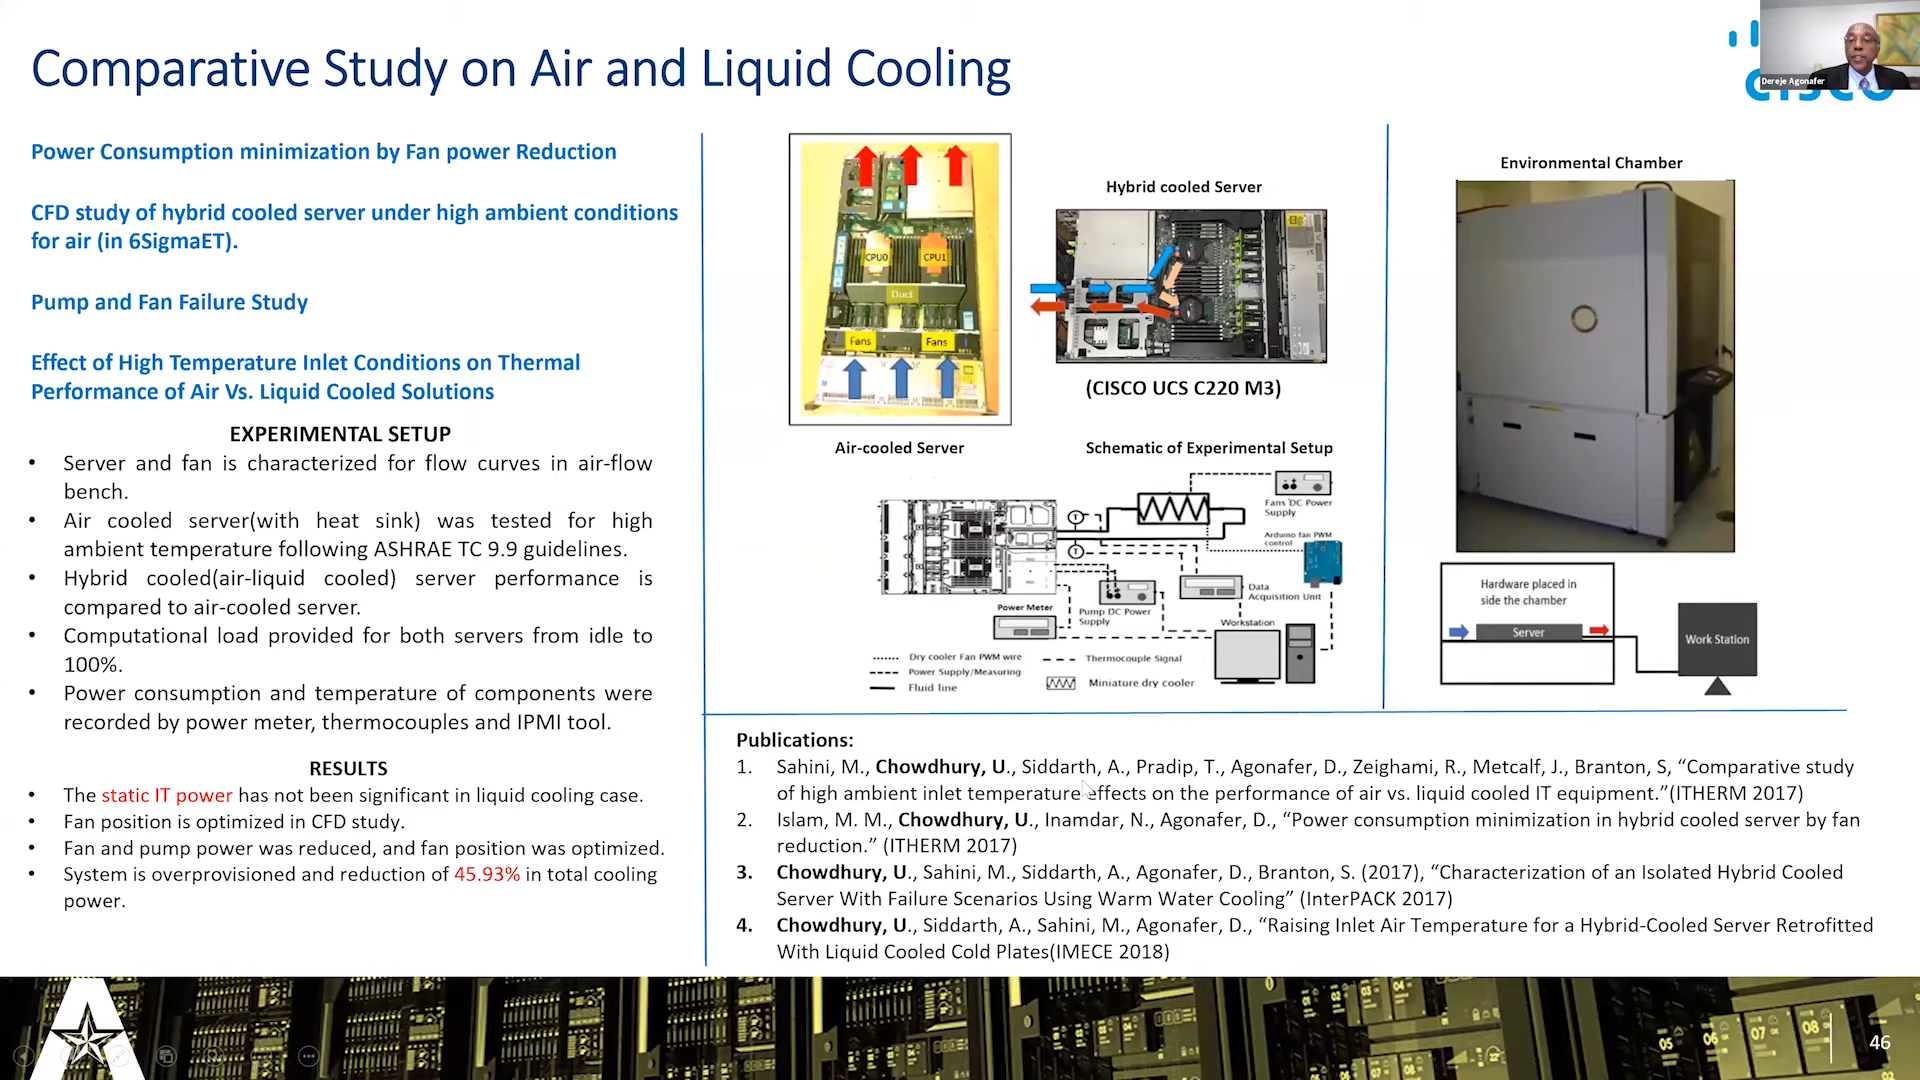 Comparative Study on Air and Liquid Cooling
Dereje Agonafer
CISCO
Power Consumption minimization by Fan power Reduction
CFD study of hybrid cooled server under high ambient conditions
for air (in 6SigmaET).
Pump and Fan Failure Study
Effect of High Temperature Inlet Conditions on Thermal
Performance of Air Vs. Liquid Cooled Solutions
EXPERIMENTAL SETUP
• Server and fan is characterized for flow curves in air-flow
bench.
• Air cooled server(with heat sink) was tested for high
ambient temperature following ASHRAE TC 9.9 guidelines.
• Hybrid cooled(air-liquid cooled) server performance is
compared to air-cooled server.
• Computational load provided for both servers from idle to
100%.
• Power consumption and temperature of components were
recorded by power meter, thermocouples and IPMI tool.
RESULTS
• The static IT power has not been significant in liquid cooling case.
• Fan position is optimized in CFD study.
• Fan and pump power was reduced, and fan position was optimized.
• System is overprovisioned and reduction of 45.93% in total cooling
power.
CPU0
CPU1
Duct
Fans
Fans
Air-cooled Server
Hybrid cooled Server
(CISCO UCS C220 M3)
Schematic of Experimental Setup
Fans DC Power
Supply
Arduino fan PWM
control
T
T
Data
Acquisition Unit
Pump DC Power
Supply
Power Meter
Workstation
Dry cooler Fan PWM wire
Thermocouple Signal
Power Supply/Measuring
Fluid line
Miniature dry cooler
Environmental Chamber
Hardware placed in
side the chamber
Server
Work Station
Publications:
1. Sahini, M., Chowdhury, U., Siddarth, A., Pradip, T., Agonafer, D., Zeighami, R., Metcalf, J., Branton, S, “Comparative study
of high ambient inlet temperature effects on the performance of air vs. liquid cooled IT equipment.”(ITHERM 2017)
2. Islam, M. M., Chowdhury, U., Inamdar, N., Agonafer, D., “Power consumption minimization in hybrid cooled server by fan
reduction.” (ITHERM 2017)
3. Chowdhury, U., Sahini, M., Siddarth, A., Agonafer, D., Branton, S. (2017), “Characterization of an Isolated Hybrid Cooled
Server With Failure Scenarios Using Warm Water Cooling” (InterPACK 2017)
4. Chowdhury, U., Siddarth, A., Sahini, M., Agonafer, D., “Raising Inlet Air Temperature for a Hybrid-Cooled Server Retrofitted
With Liquid Cooled Cold Plates(IMECE 2018)
03
04
01
02
05
06
07
08
46